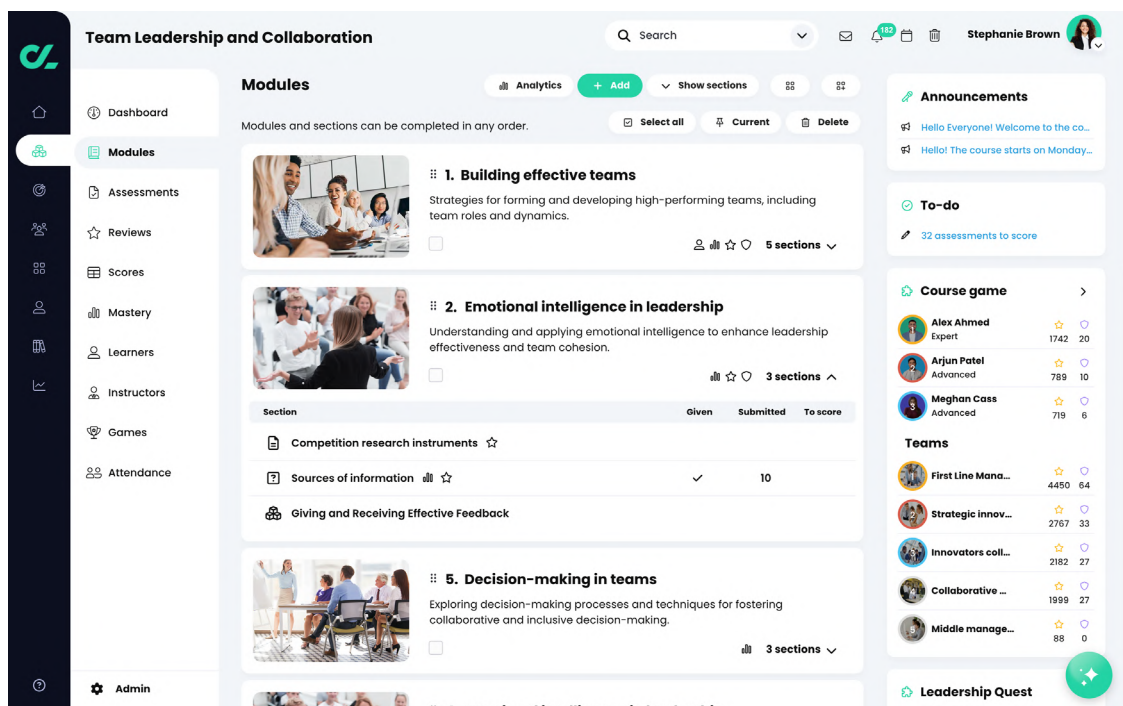 Team Leadership and Collaboration
Search
182
Stephanie Brown
Dashboard
Modules
Assessments
Reviews
Scores
Mastery
Learners
Instructors
Games
Attendance
Admin
Modules
Analytics
+ Add
Show sections
Modules and sections can be completed in any order.
Select all
Current
Delete
1. Building effective teams
Strategies for forming and developing high-performing teams, including
team roles and dynamics.
5 sections
2. Emotional intelligence in leadership
Understanding and applying emotional intelligence to enhance leadership
effectiveness and team cohesion.
3 sections
Section Given Submitted To score
Competition research instruments
Sources of information 10
Giving and Receiving Effective Feedback
5. Decision-making in teams
Exploring decision-making processes and techniques for fostering
collaborative and inclusive decision-making.
3 sections
Announcements
Hello Everyone! Welcome to the co...
Hello! The course starts on Monday...
To-do
32 assessments to score
Course game
Alex Ahmed
Expert
1742 20
Arjun Patel
Advanced
789 10
Meghan Cass
Advanced
719 6
Teams
First Line Mana...
4450 64
2 Strategic innov...
2767 33
Innovators coll...
2182 27
Collaborative ...
1999 27
5 Middle manage...
88 0
Leadership Quest